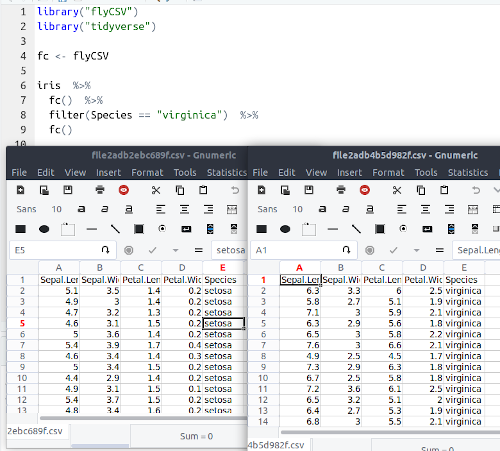 1 library("flyCSV")
2 library("tidyverse")
3
4 fc <- flyCSV
5
6 iris %>%
7 fc() %>%
8 filter(Species == "virginica") %>%
9 fc()
10
file2adb2ebc689f.csv - Gnumeric
File Edit View Insert Format Tools Statistics
Sans 10
E5 setosa
A B C D E
1 Sepal.Len Sepal.Wic Petal.Len Petal.Wic Species
2 5.1 3.5 1.4 0.2 setosa
3 4.9 3 1.4 0.2 setosa
4 4.7 3.2 1.3 0.2 setosa
5 4.6 3.1 1.5 0.2 setosa
6 5 3.6 1.4 0.2 setosa
7 5.4 3.9 1.7 0.4 setosa
8 4.6 3.4 1.4 0.3 setosa
9 5 3.4 1.5 0.2 setosa
10 4.4 2.9 1.4 0.2 setosa
11 4.9 3.1 1.5 0.1 setosa
12 5.4 3.7 1.5 0.2 setosa
13 4.8 3.4 1.6 0.2 setosa
2ebc689f.csv
Sum = 0
file2adb4b5d982f.csv - Gnumeric
File Edit View Insert Format Tools Statistics
Sans 10
A1 Sepal.Len
A B C D E
1 Sepal.Len Sepal.Wic Petal.Len Petal.Wic Species
2 6.3 3.3 6 2.5 virginica
3 5.8 2.7 5.1 1.9 virginica
4 7.1 3 5.9 2.1 virginica
5 6.3 2.9 5.6 1.8 virginica
6 6.5 3 5.8 2.2 virginica
7 7.6 3 6.6 2.1 virginica
8 4.9 2.5 4.5 1.7 virginica
9 7.3 2.9 6.3 1.8 virginica
10 6.7 2.5 5.8 1.8 virginica
11 7.2 3.6 6.1 2.5 virginica
12 6.5 3.2 5.1 2 virginica
13 6.4 2.7 5.3 1.9 virginica
14 6.8 3 5.5 2.1 virginica
4b5d982f.csv
Sum = 0